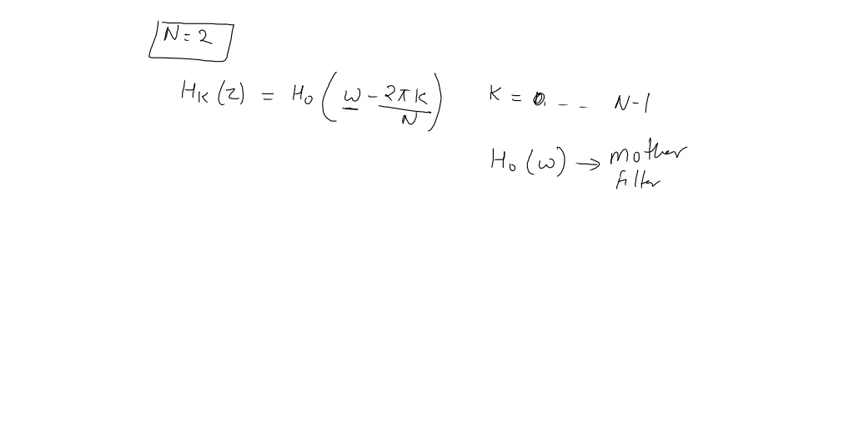 N=2
H_K(z) = H_0(ω - 2πK/N) K = 0. - - N-1
H_0(ω) → mother
filter